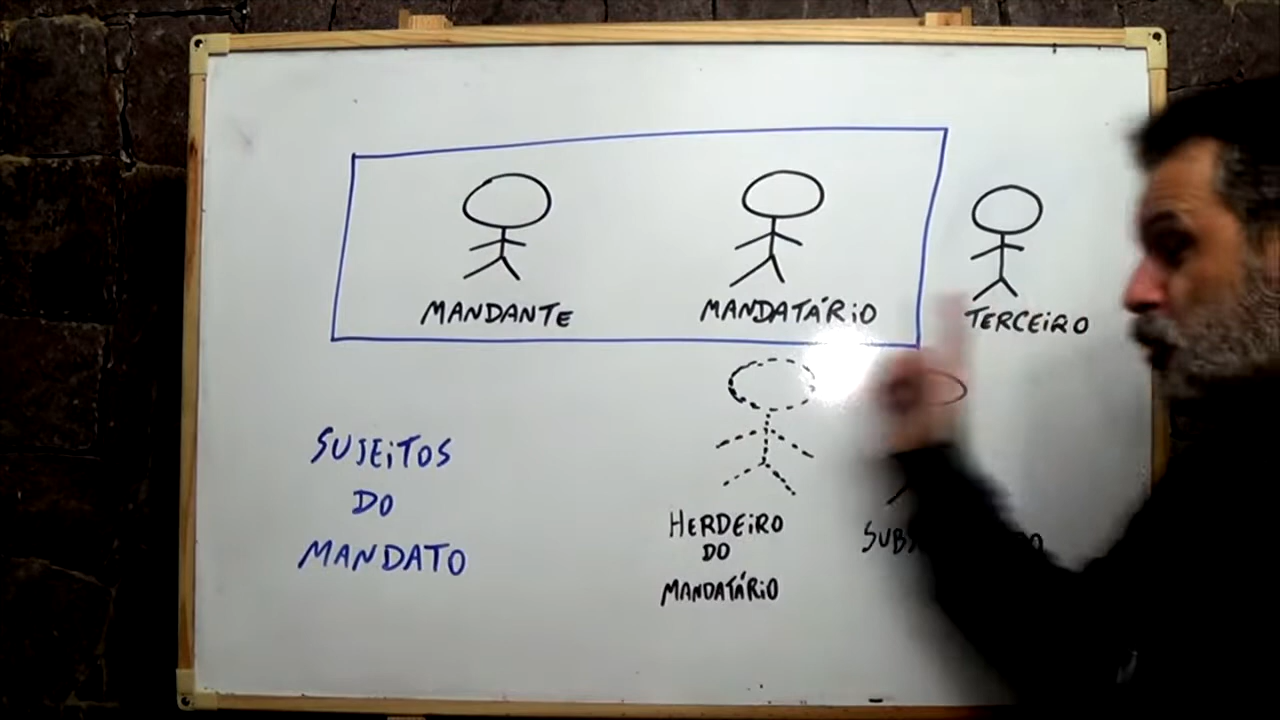 MANDANTE
MANDATÁRIO
TERCEIRO
SUJEITOS
DO
MANDATO
HERDEIRO
DO
MANDATÁRIO